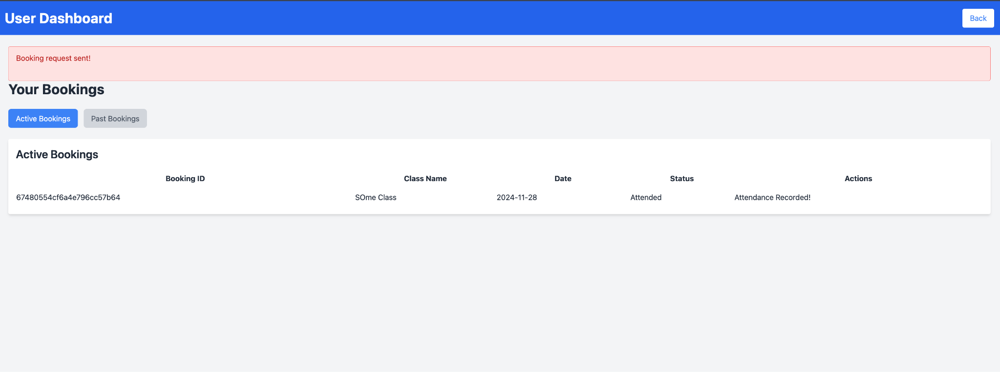 User Dashboard Back
Booking request sent!
Your Bookings
Active Bookings Past Bookings
Active Bookings
Booking ID Class Name Date Status Actions
67480554cf6a4e796cc57b64 SOme Class 2024-11-28 Attended Attendance Recorded!